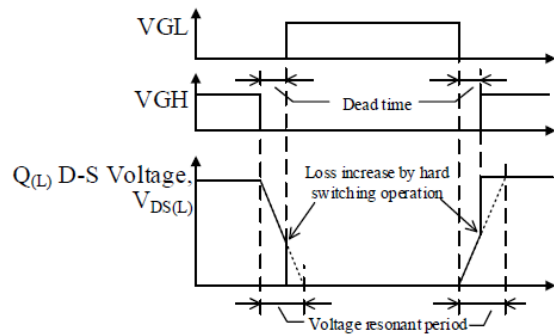 VGL
VGH
Dead time
Q(L) D-S Voltage,
VDS(L)
Loss increase by hard
switching operation
Voltage resonant period